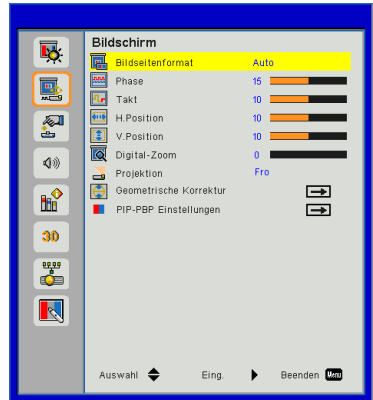 Bildschirm
Bildseitenformat Auto
Phase 15
Takt 10
H.Position 10
V.Position 10
Digital-Zoom 0
Projektion Fro
Geometrische Korrektur
PIP-PBP Einstellungen
3D
Auswahl Eing. Beenden Menu